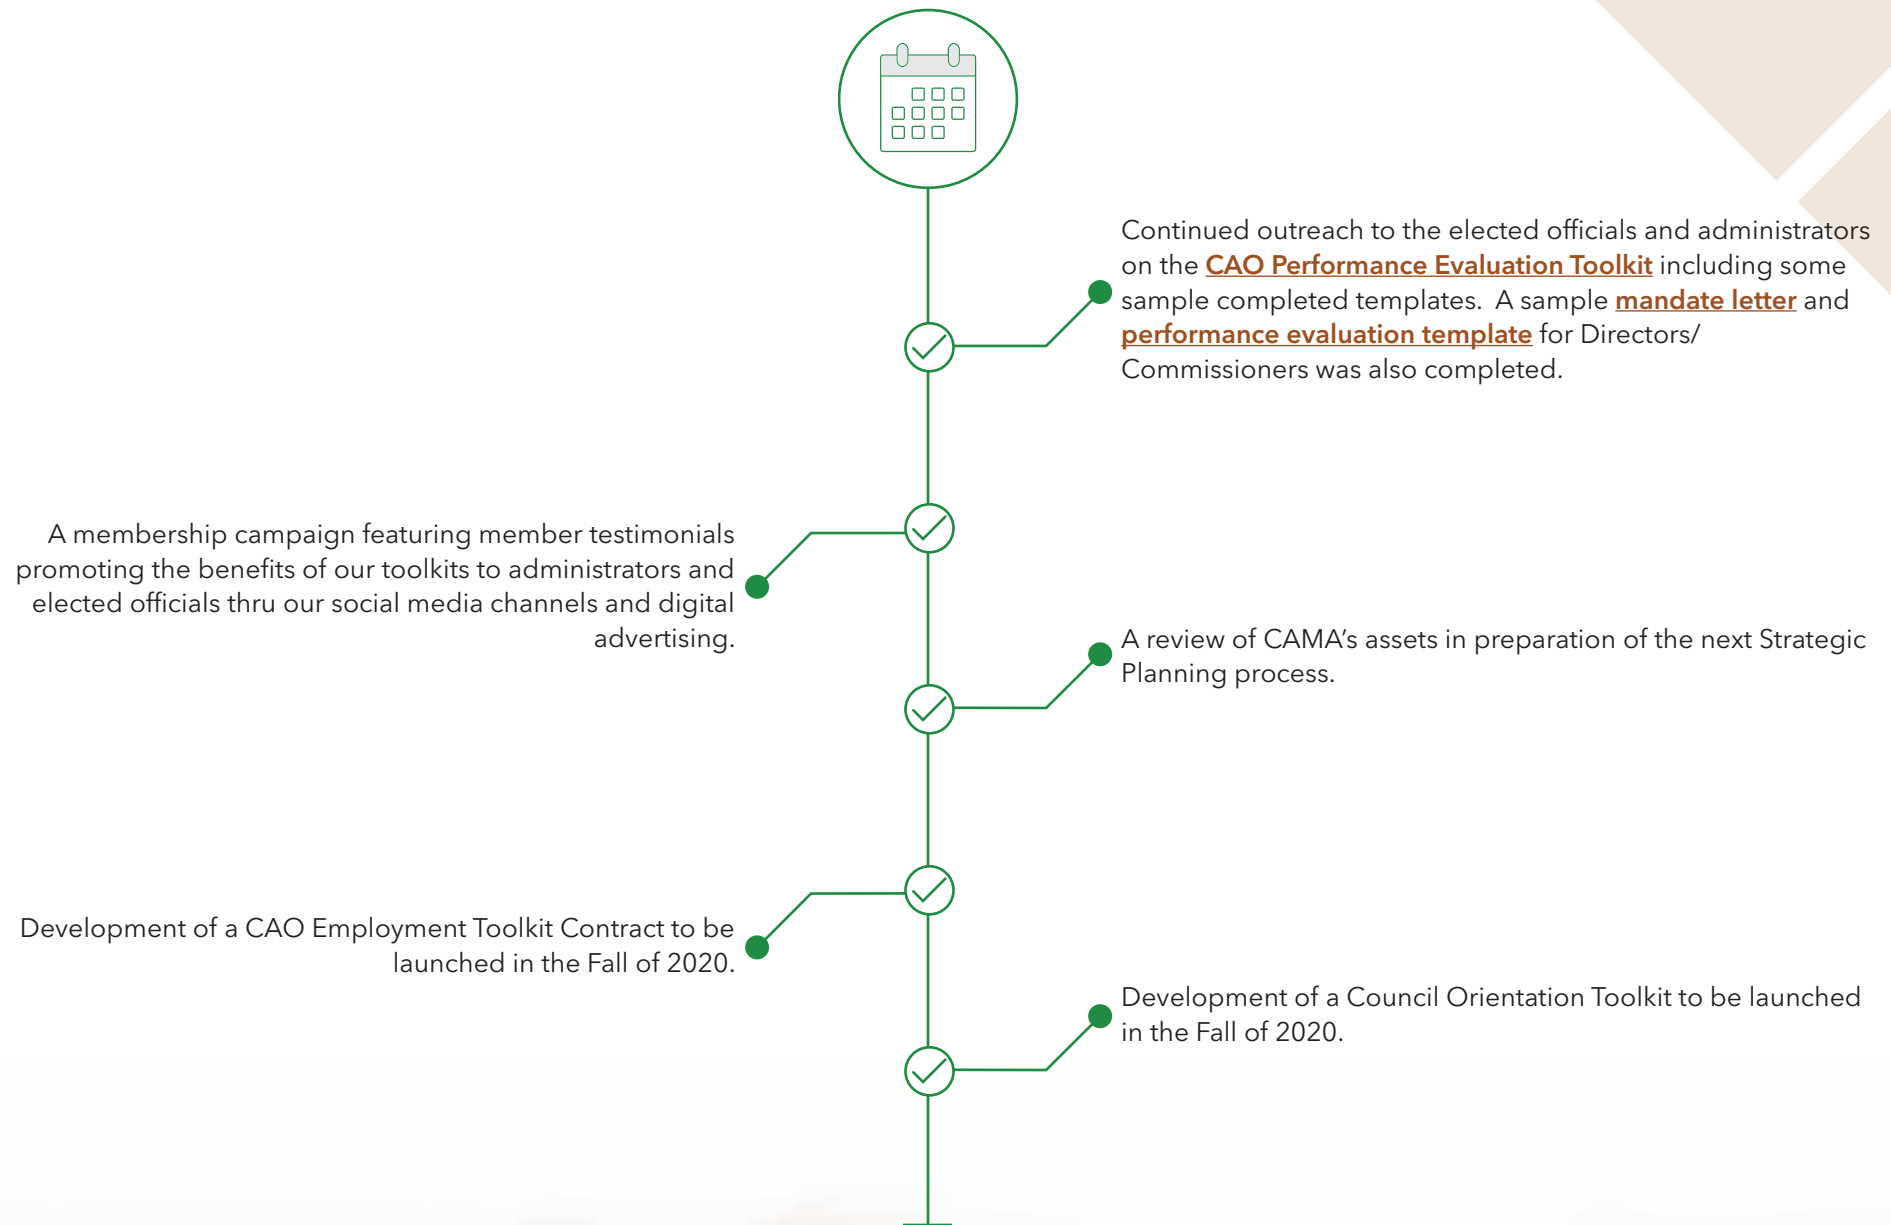 Continued outreach to the elected officials and administrators
on the CAO Performance Evaluation Toolkit including some
sample completed templates.  A sample mandate letter and
performance evaluation template for Directors/
Commissioners was also completed.
A membership campaign featuring member testimonials
promoting the benefits of our toolkits to administrators and
elected officials thru our social media channels and digital
advertising.
A review of CAMA’s assets in preparation of the next Strategic
Planning process.
Development of a CAO Employment Toolkit Contract to be
launched in the Fall of 2020.
Development of a Council Orientation Toolkit to be launched
in the Fall of 2020.